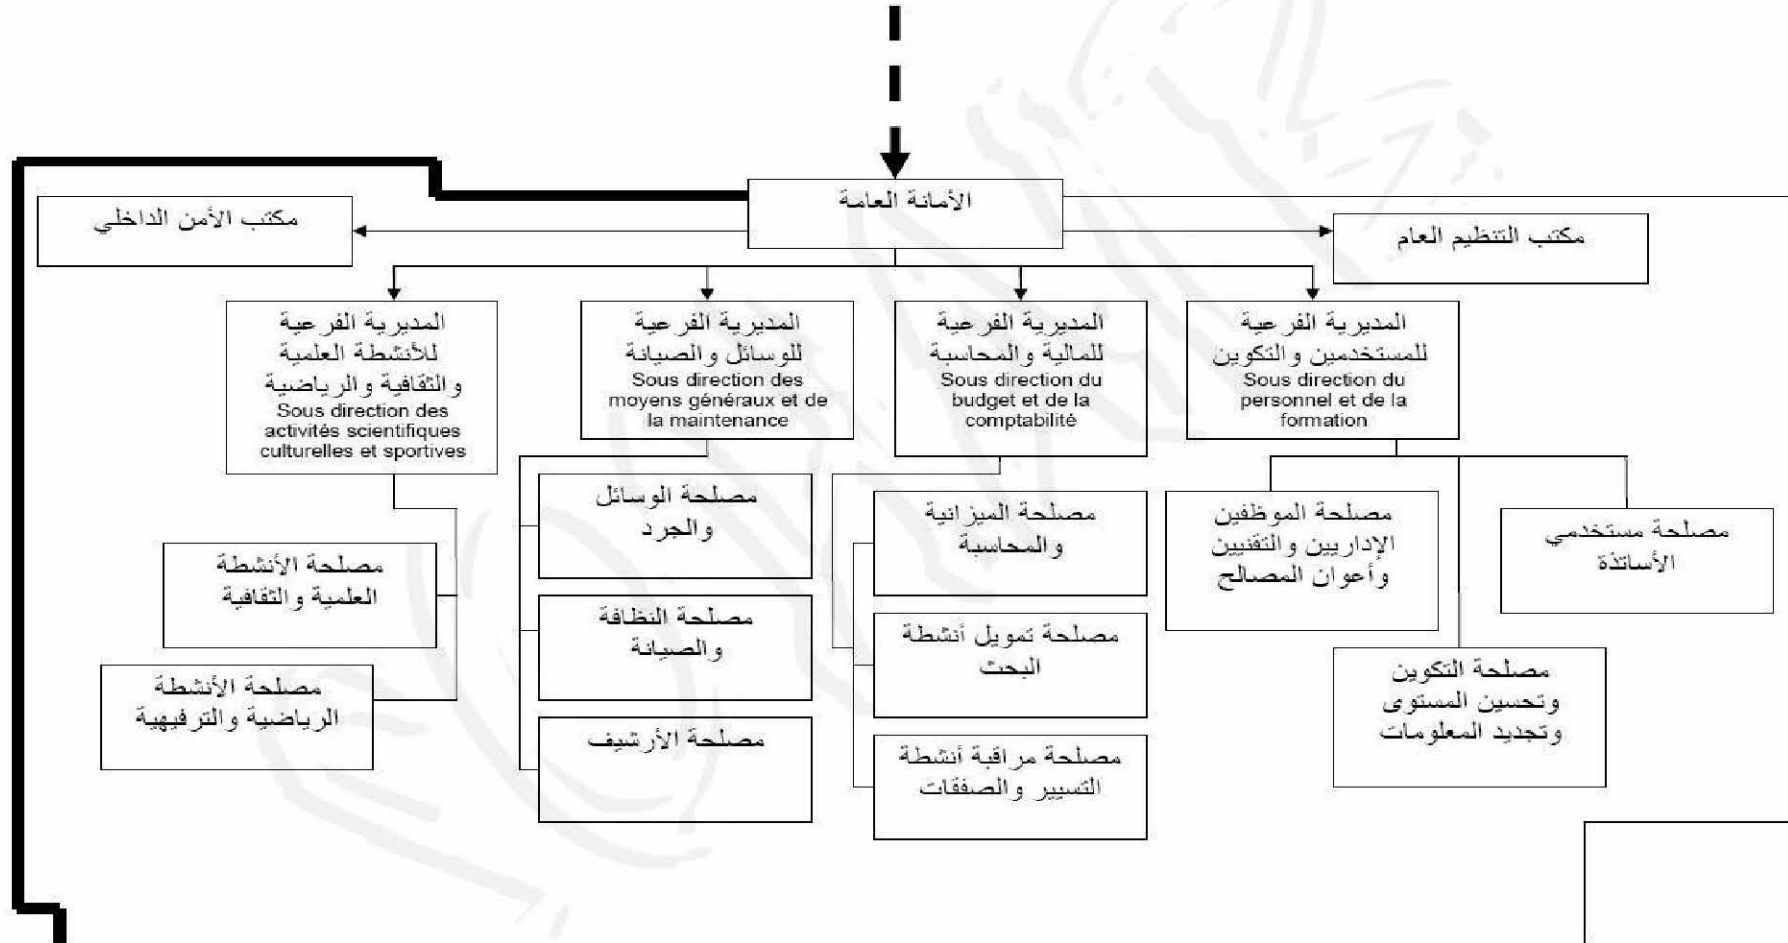 الأمانة العامة
مكتب التنظيم العام
مكتب الأمن الداخلي
المديرية الفرعية
للمستخدمين والتكوين
Sous direction du
personnel et de la
formation
المديرية الفرعية
للمالية والمحاسبة
Sous direction du
budget et de la
comptabilité
المديرية الفرعية
للوسائل والصيانة
Sous direction des
moyens généraux et de
la maintenance
المديرية الفرعية
للأنشطة العلمية
والثقافية والرياضية
Sous direction des
activités scientifiques
culturelles et sportives
مصلحة مستخدمي
الأساتذة
مصلحة الموظفين
الإداريين والتقنيين
وأعوان المصالح
مصلحة التكوين
وتحسين المستوى
وتجديد المعلومات
مصلحة الميزانية
والمحاسبة
مصلحة تمويل أنشطة
البحث
مصلحة مراقبة أنشطة
التسيير والصفقات
مصلحة الوسائل
والجرد
مصلحة النظافة
والصيانة
مصلحة الأرشيف
مصلحة الأنشطة
العلمية والثقافية
مصلحة الأنشطة
الرياضية والترفيهية